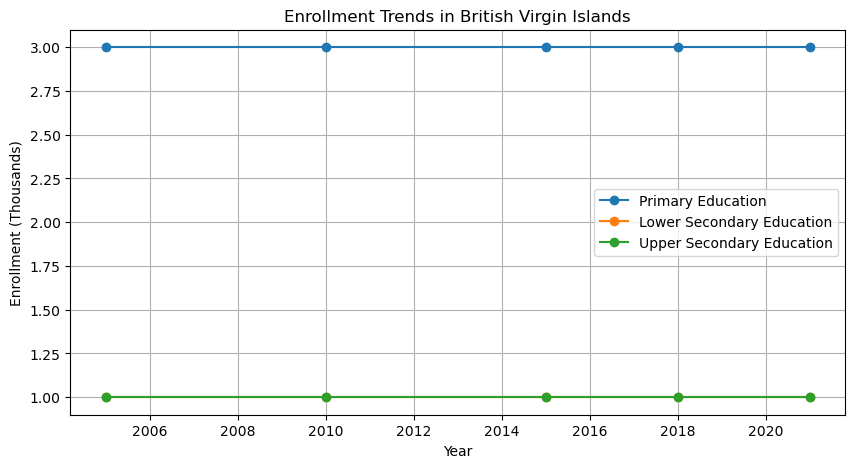 Enrollment Trends in British Virgin Islands
3.00
2.75
2.50
2.25
2.00
1.75
1.50
1.25
1.00
Enrollment (Thousands)
Primary Education
Lower Secondary Education
Upper Secondary Education
2006 2008 2010 2012 2014 2016 2018 2020
Year